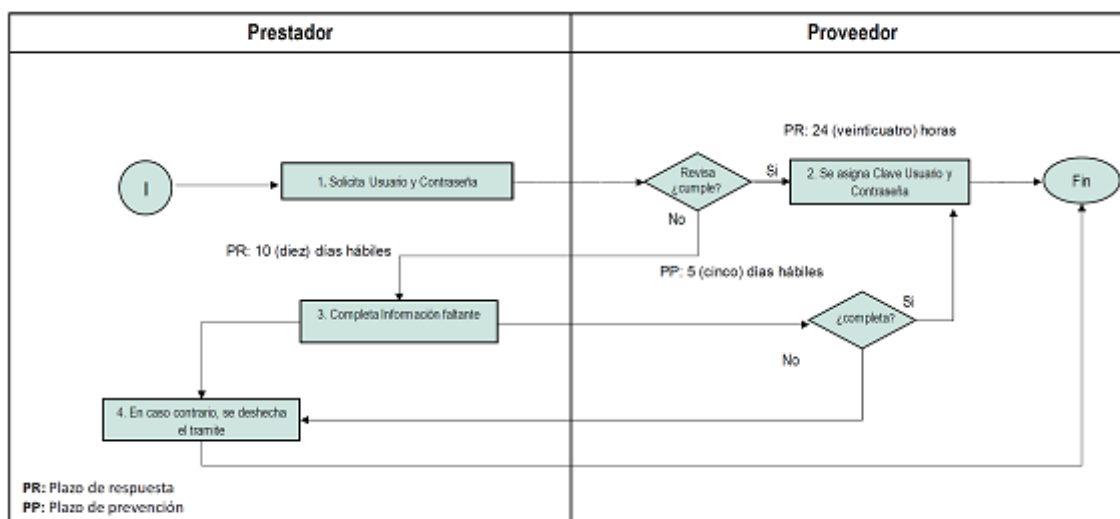 Prestador
Proveedor
PR: 24 (veinticuatro) horas
I
1. Solicita Usuario y Contraseña
Revisa
¿cumple?
Si
2. Se asigna Clave Usuario y
Contraseña
Fin
No
PR: 10 (diez) días hábiles
PP: 5 (cinco) días hábiles
3. Completa Información faltante
¿completa?
Si
No
4. En caso contrario, se deshecha
el tramite
PR: Plazo de respuesta
PP: Plazo de prevención